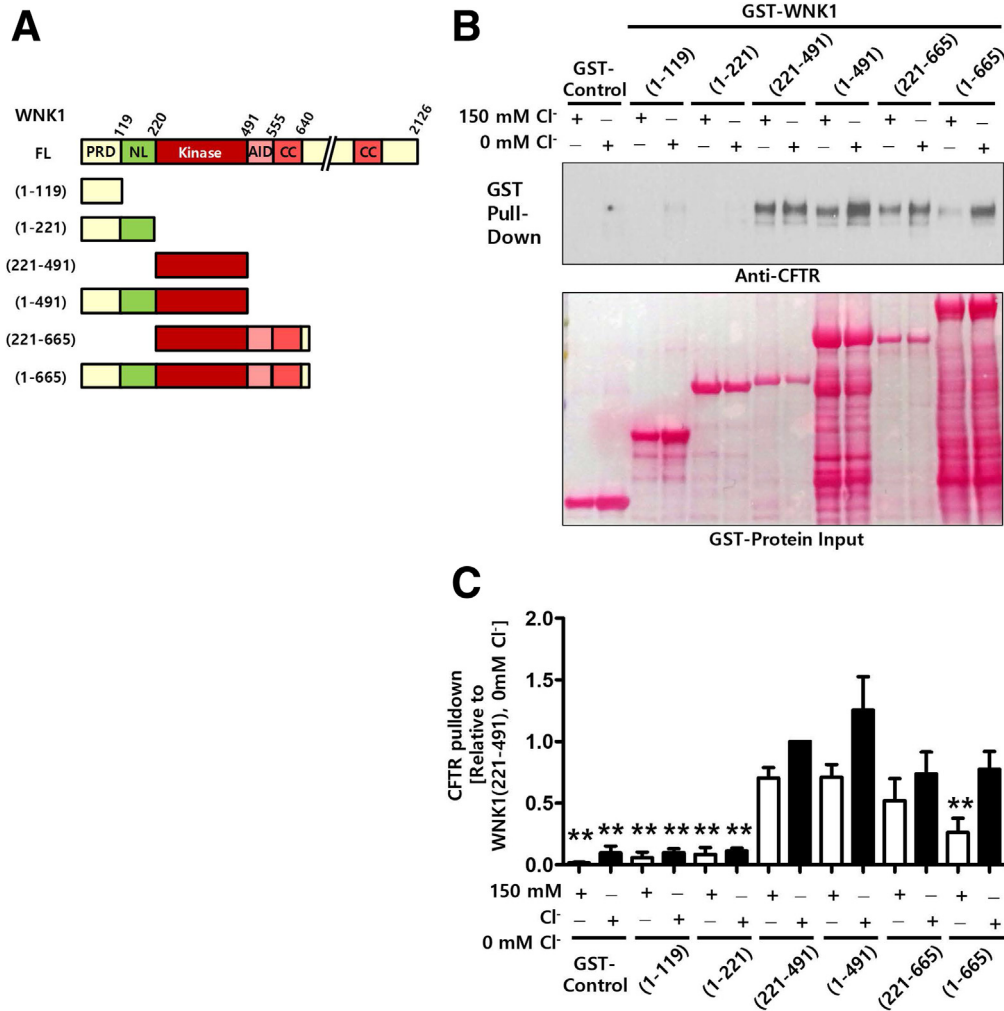 A
WNK1
119 220 491 555 640 2126
FL PRD NL Kinase AID CC CC
(1-119)
(1-221)
(221-491)
(1-491)
(221-665)
(1-665)
B
GST-WNK1
GST-Control (1-119) (1-221) (221-491) (1-491) (221-665) (1-665)
150 mM Cl- + – + – + – + – + – + – + –
0 mM Cl- – + – + – + – + – + – + – +
GST
Pull-
Down
Anti-CFTR
GST-Protein Input
C
CFTR pulldown
[Relative to
WNK1(221-491), 0mM Cl-]
2.0
1.5
1.0
0.5
0.0
** ** ** ** ** ** **
150 mM + – + – + – + – + – + – + –
Cl- – + – + – + – + – + – + – +
0 mM Cl-
GST-Control (1-119) (1-221) (221-491) (1-491) (221-665) (1-665)